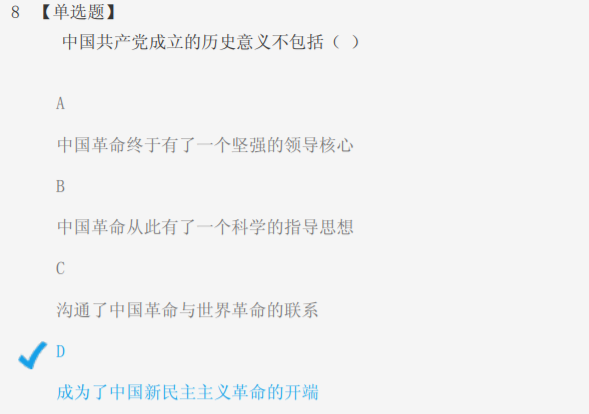 8 【单选题】
中国共产党成立的历史意义不包括（ ）
A
中国革命终于有了一个坚强的领导核心
B
中国革命从此有了一个科学的指导思想
C
沟通了中国革命与世界革命的联系
D
成为了中国新民主主义革命的开端